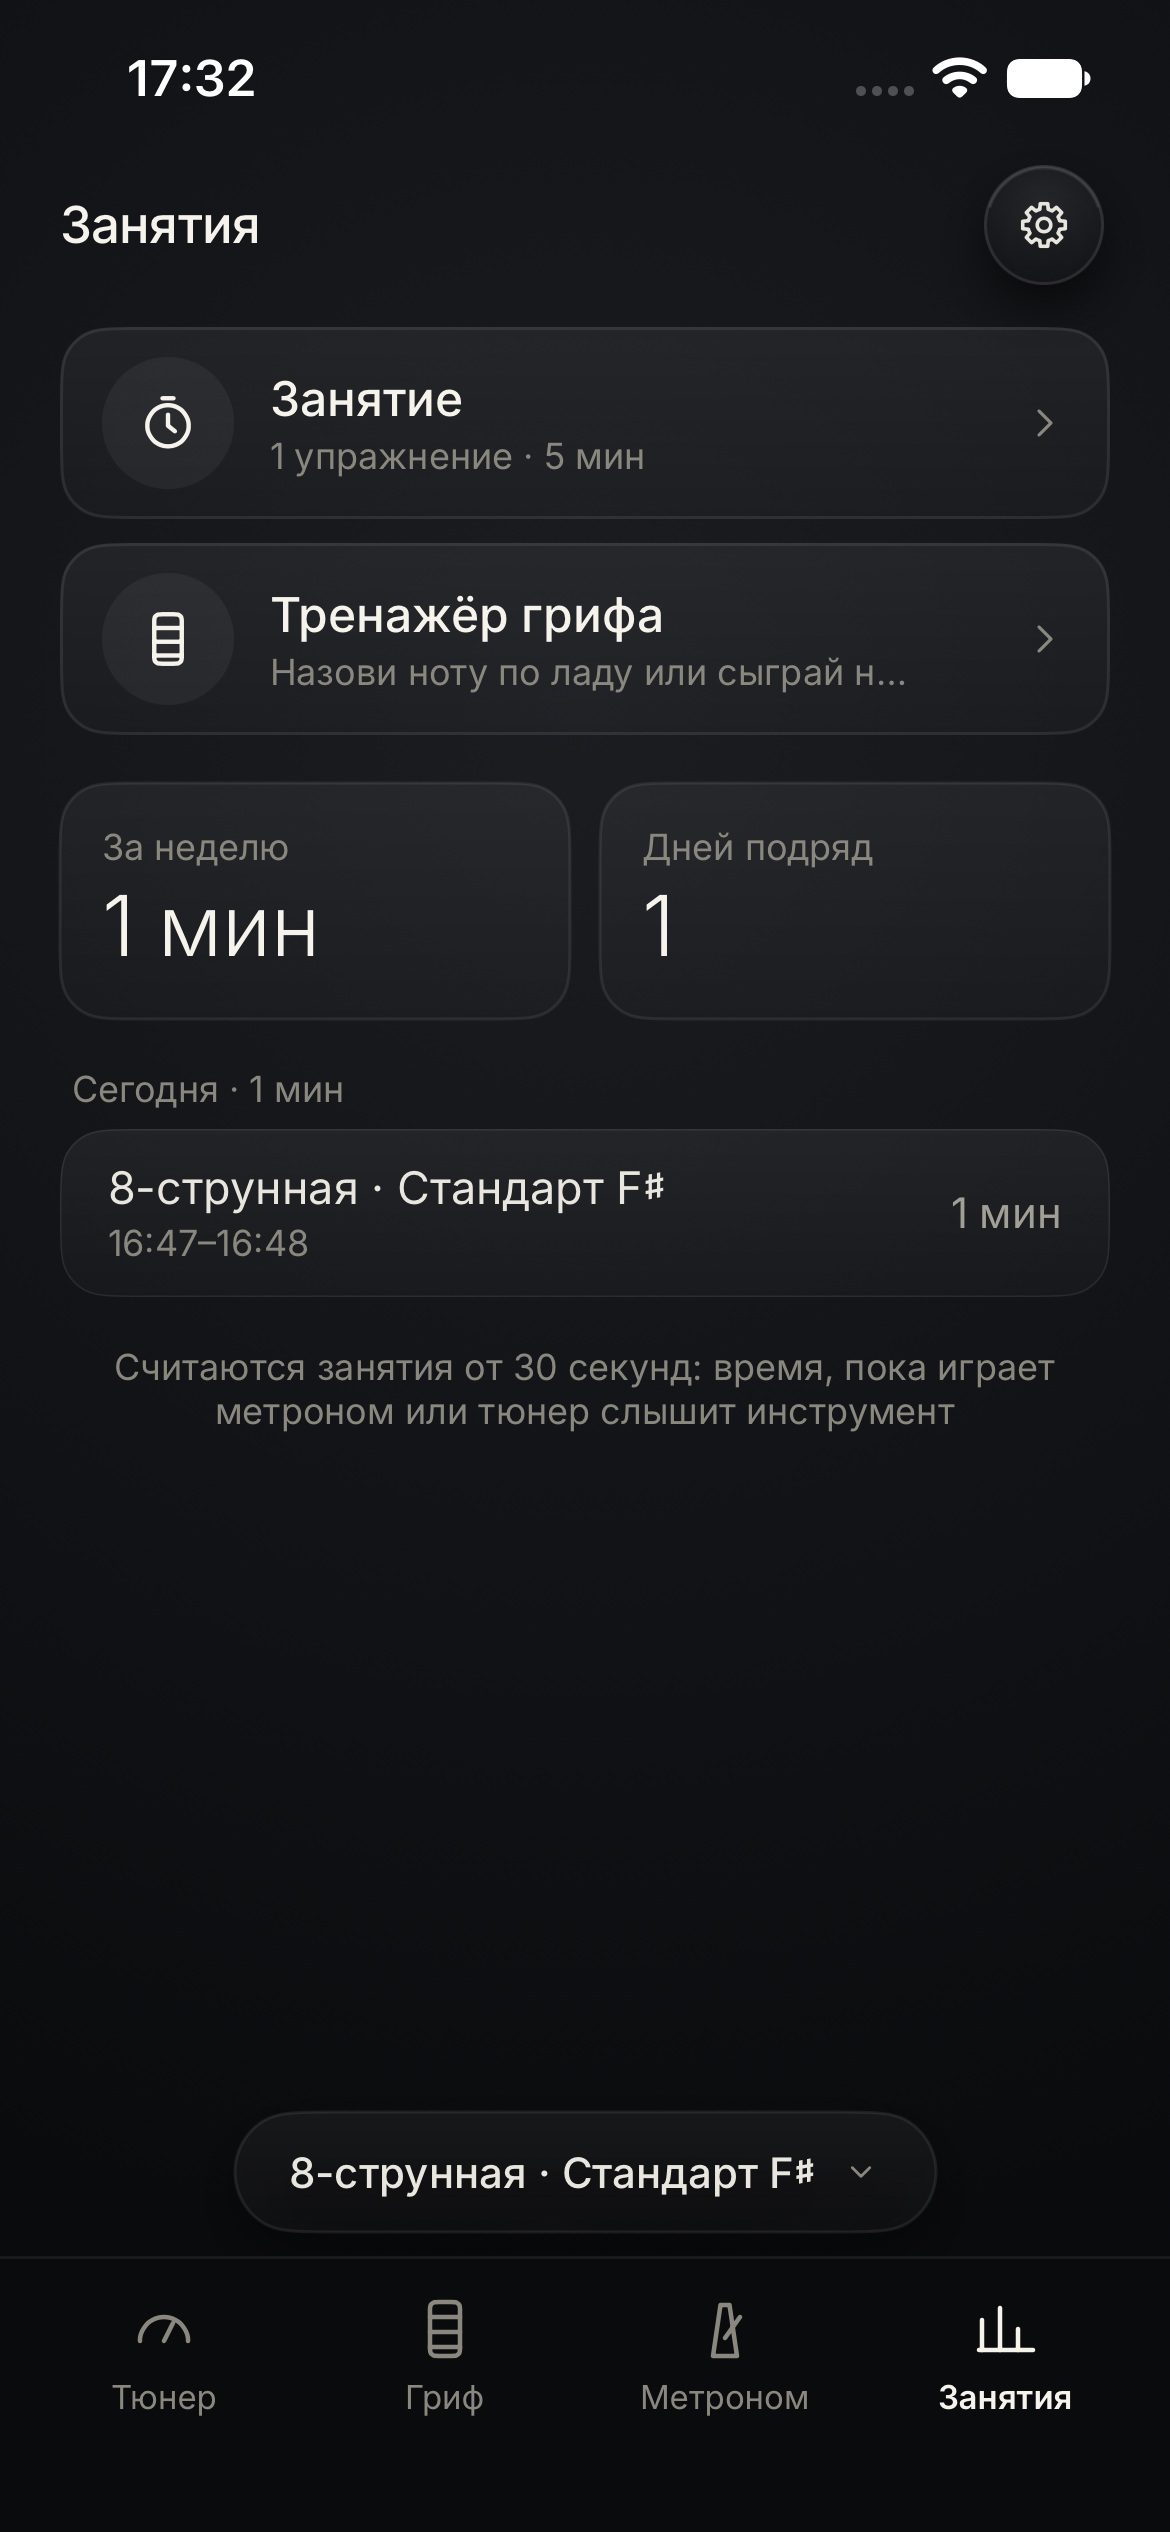 17:32
Занятия
Занятие
1 упражнение · 5 мин
Тренажёр грифа
Назови ноту по ладу или сыграй н...
За неделю
1 мин
Дней подряд
1
Сегодня · 1 мин
8-струнная · Стандарт F♯
16:47–16:48
1 мин
Считаются занятия от 30 секунд: время, пока играет
метроном или тюнер слышит инструмент
8-струнная · Стандарт F♯
Тюнер
Гриф
Метроном
Занятия